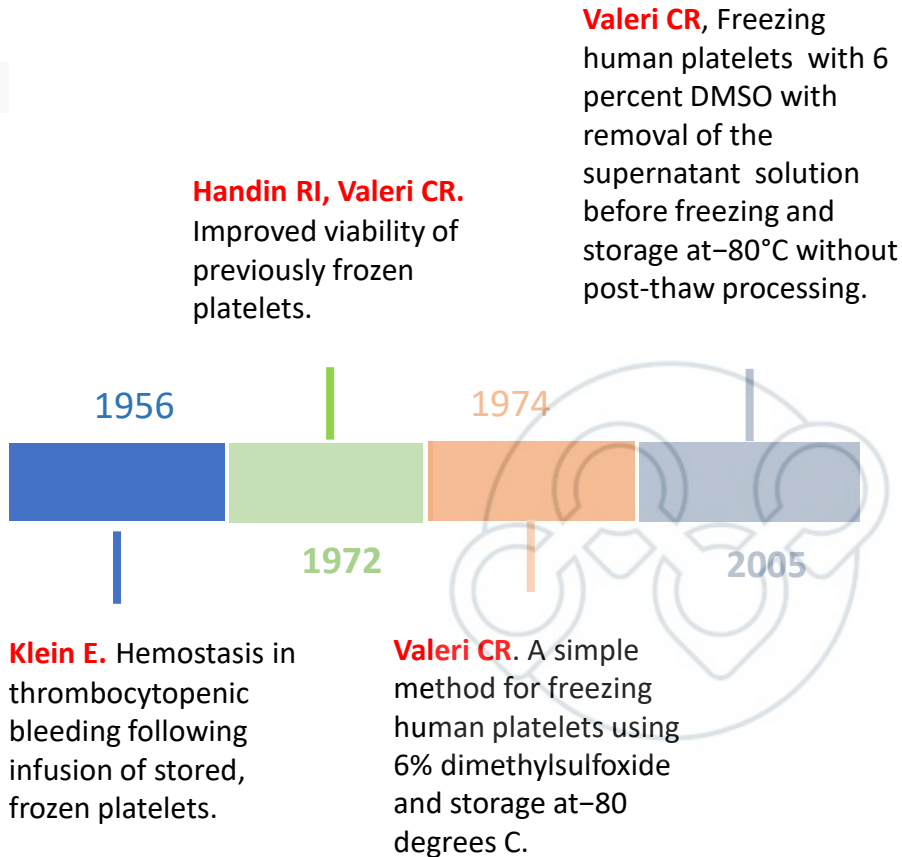 Valeri CR, Freezing
human platelets with 6
percent DMSO with
removal of the
supernatant solution
before freezing and
storage at−80°C without
post-thaw processing.
Handin RI, Valeri CR.
Improved viability of
previously frozen
platelets.
1956
1974
1972
2005
Klein E. Hemostasis in
thrombocytopenic
bleeding following
infusion of stored,
frozen platelets.
Valeri CR. A simple
method for freezing
human platelets using
6% dimethylsulfoxide
and storage at−80
degrees C.